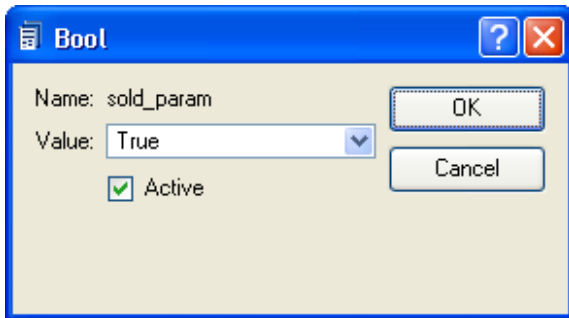 Bool
Name: sold_param
OK
Value: True
Cancel
Active